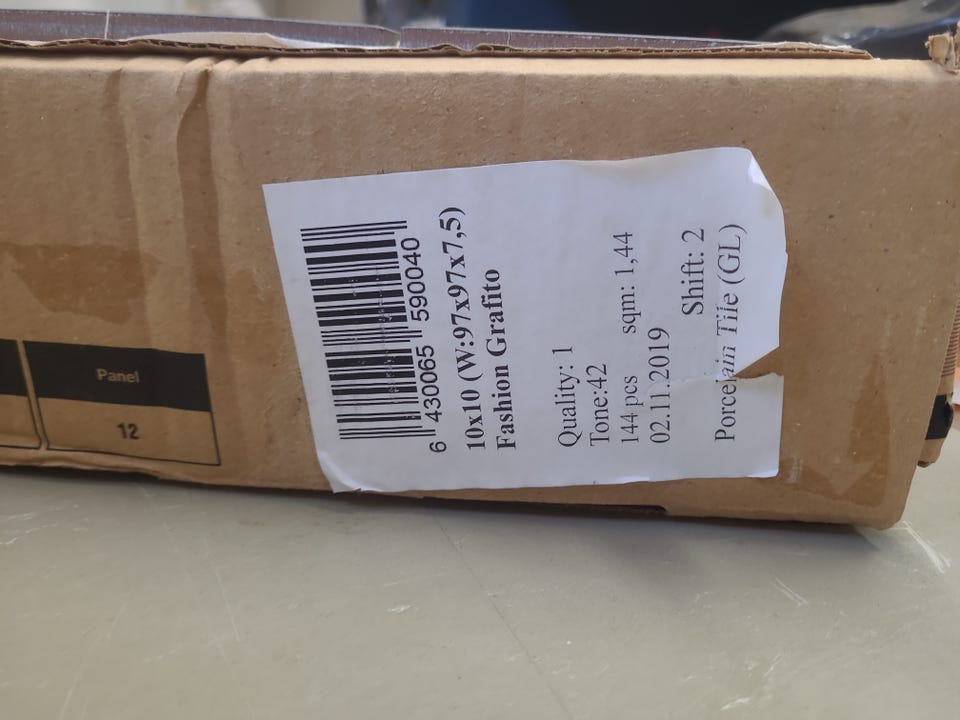 Panel
12
6 430065 590040
10x10 (W:97x97x7,5)
Fashion Grafito
Quality: 1
Tone:42
144 pcs sqm: 1,44
02.11.2019 Shift: 2
Porcelain Tile (GL)